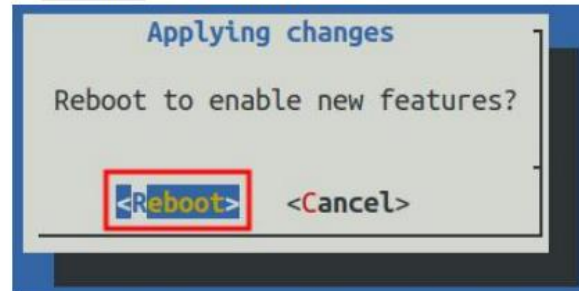 Applying changes
Reboot to enable new features?
<Reboot> <Cancel>